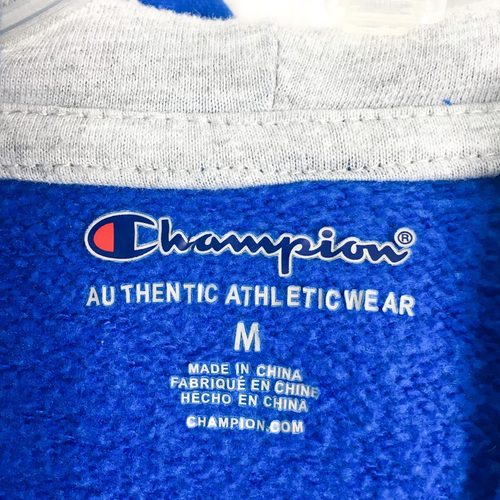 Champion®
AUTHENTIC ATHLETICWEAR
M
MADE IN CHINA
FABRIQUÉ EN CHINE
HECHO EN CHINA
CHAMPION.COM